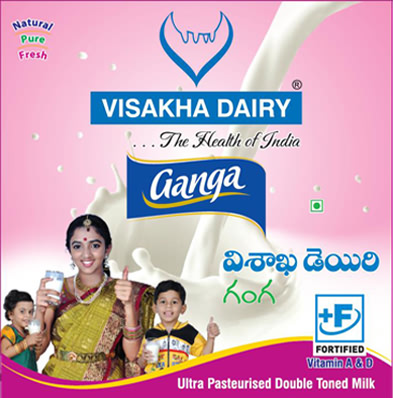 Natural
Pure
Fresh
VISAKHA DAIRY®
...The Health of India
Ganga
విశాఖ డెయిరి
గంగ
+F
FORTIFIED
Vitamin A & D
Ultra Pasteurised Double Toned Milk